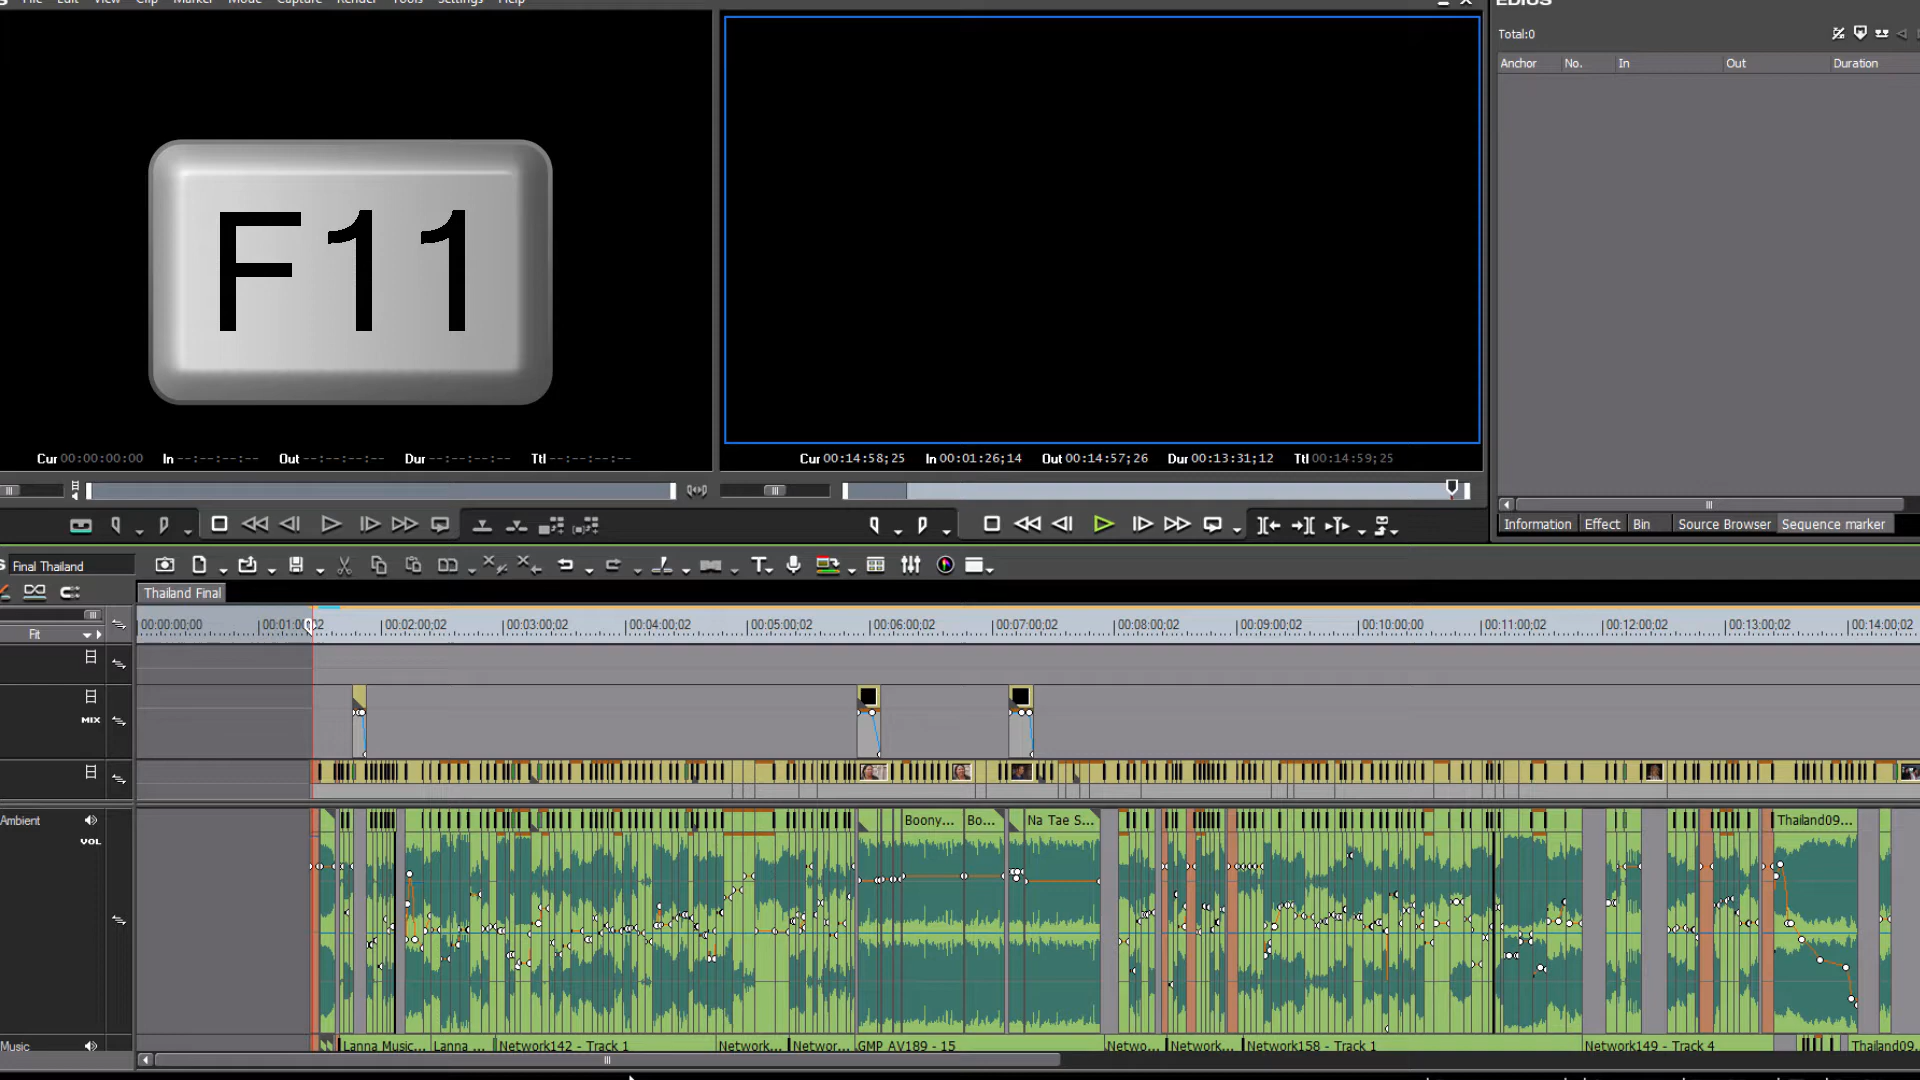 File Edit View Clip Marker Mode Capture Render Tools Settings Help
EDIUS
Total:0
Anchor No. In Out Duration
F11
Cur 00:00:00:00 In --:--:--:-- Out --:--:--:-- Dur --:--:--:-- Ttl --:--:--:--
Cur 00:14:58;25 In 00:01:26;14 Out 00:14:57;26 Dur 00:13:31;12 Ttl 00:14:59;25
Information Effect Bin Source Browser Sequence marker
Final Thailand
Thailand Final
Fit
00:00:00;00 00:01:00;02 00:02:00;02 00:03:00;02 00:04:00;02 00:05:00;02 00:06:00;02 00:07:00;02 00:08:00;02 00:09:00;02 00:10:00;00 00:11:00;02 00:12:00;02 00:13:00;02 00:14:00;02
MIX
Ambient
VOL
Boony... Bo... Na Tae S... Thailand09...
Music
Lanna Music... Lanna ... Network142 - Track 1 Network... Networ... GMP AV189 - 15 Netwo... Network... Network158 - Track 1 Network149 - Track 4 Thailand09...